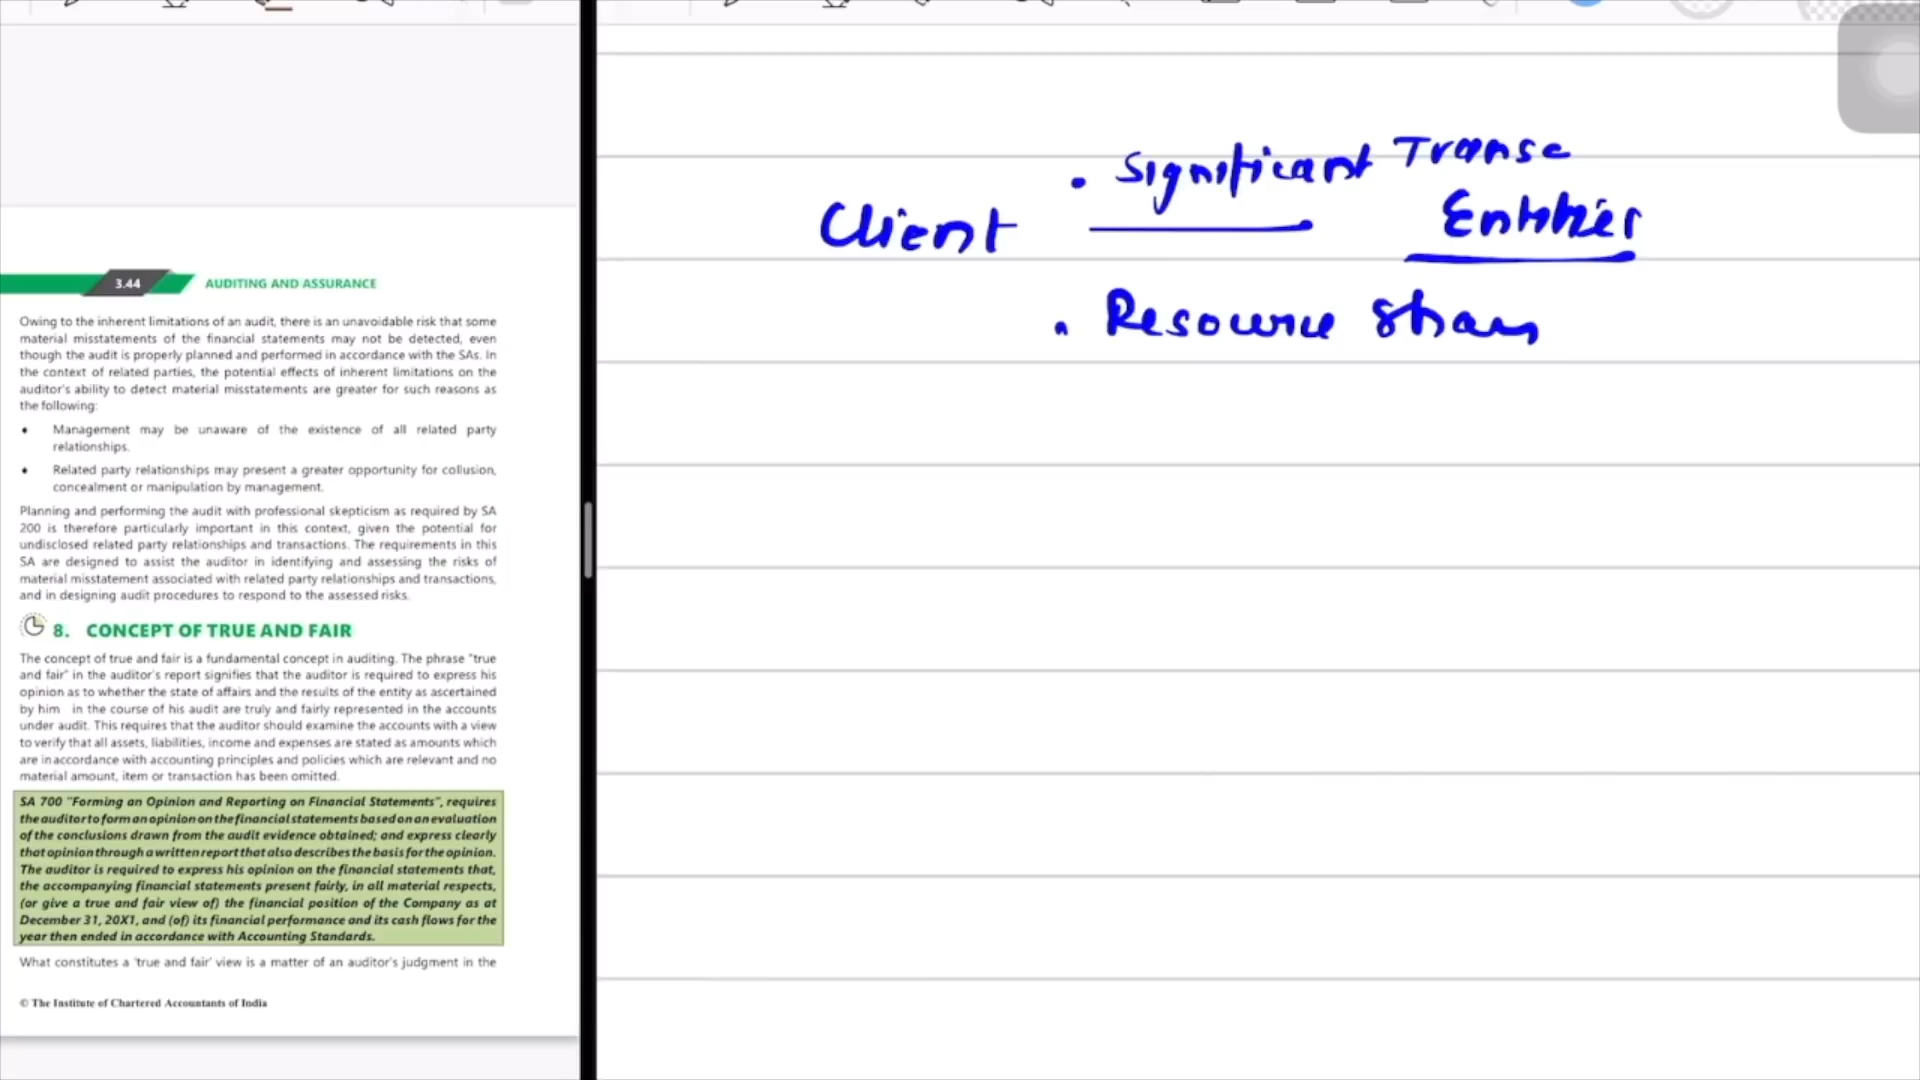 3.44 AUDITING AND ASSURANCE
Owing to the inherent limitations of an audit, there is an unavoidable risk that some
material misstatements of the financial statements may not be detected, even
though the audit is properly planned and performed in accordance with the SAs. In
the context of related parties, the potential effects of inherent limitations on the
auditor's ability to detect material misstatements are greater for such reasons as
the following:
• Management may be unaware of the existence of all related party
relationships.
• Related party relationships may present a greater opportunity for collusion,
concealment or manipulation by management.
Planning and performing the audit with professional skepticism as required by SA
200 is therefore particularly important in this context, given the potential for
undisclosed related party relationships and transactions. The requirements in this
SA are designed to assist the auditor in identifying and assessing the risks of
material misstatement associated with related party relationships and transactions,
and in designing audit procedures to respond to the assessed risks.
8. CONCEPT OF TRUE AND FAIR
The concept of true and fair is a fundamental concept in auditing. The phrase "true
and fair" in the auditor's report signifies that the auditor is required to express his
opinion as to whether the state of affairs and the results of the entity as ascertained
by him in the course of his audit are truly and fairly represented in the accounts
under audit. This requires that the auditor should examine the accounts with a view
to verify that all assets, liabilities, income and expenses are stated as amounts which
are in accordance with accounting principles and policies which are relevant and no
material amount, item or transaction has been omitted.
SA 700 "Forming an Opinion and Reporting on Financial Statements", requires
the auditor to form an opinion on the financial statements based on an evaluation
of the conclusions drawn from the audit evidence obtained; and express clearly
that opinion through a written report that also describes the basis for the opinion.
The auditor is required to express his opinion on the financial statements that,
the accompanying financial statements present fairly, in all material respects,
(or give a true and fair view of) the financial position of the Company as at
December 31, 20X1, and (of) its financial performance and its cash flows for the
year then ended in accordance with Accounting Standards.
What constitutes a 'true and fair' view is a matter of an auditor's judgment in the
© The Institute of Chartered Accountants of India
• Significant Transc
Client Entities
• Resource